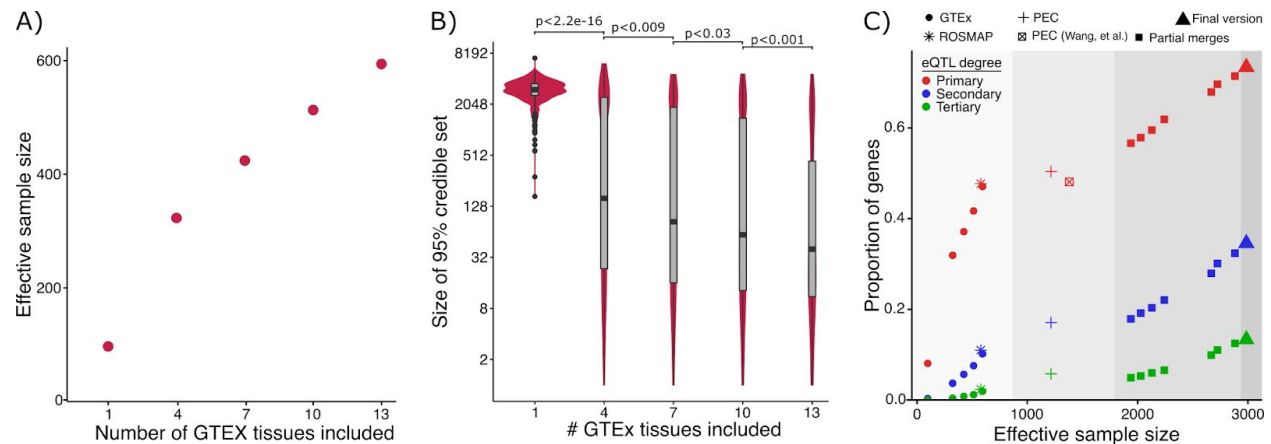 A)
Effective sample size
600
400
200
0
1 4 7 10 13
Number of GTEX tissues included
B)
p<2.2e-16
p<0.009
p<0.03
p<0.001
Size of 95% credible set
8192
2048
512
128
32
8
2
1 4 7 10 13
# GTEx tissues included
C)
GTEx
PEC
Final version
ROSMAP
PEC (Wang, et al.)
Partial merges
eQTL degree
Primary
Secondary
Tertiary
Proportion of genes
0.6
0.4
0.2
0.0
0 1000 2000 3000
Effective sample size